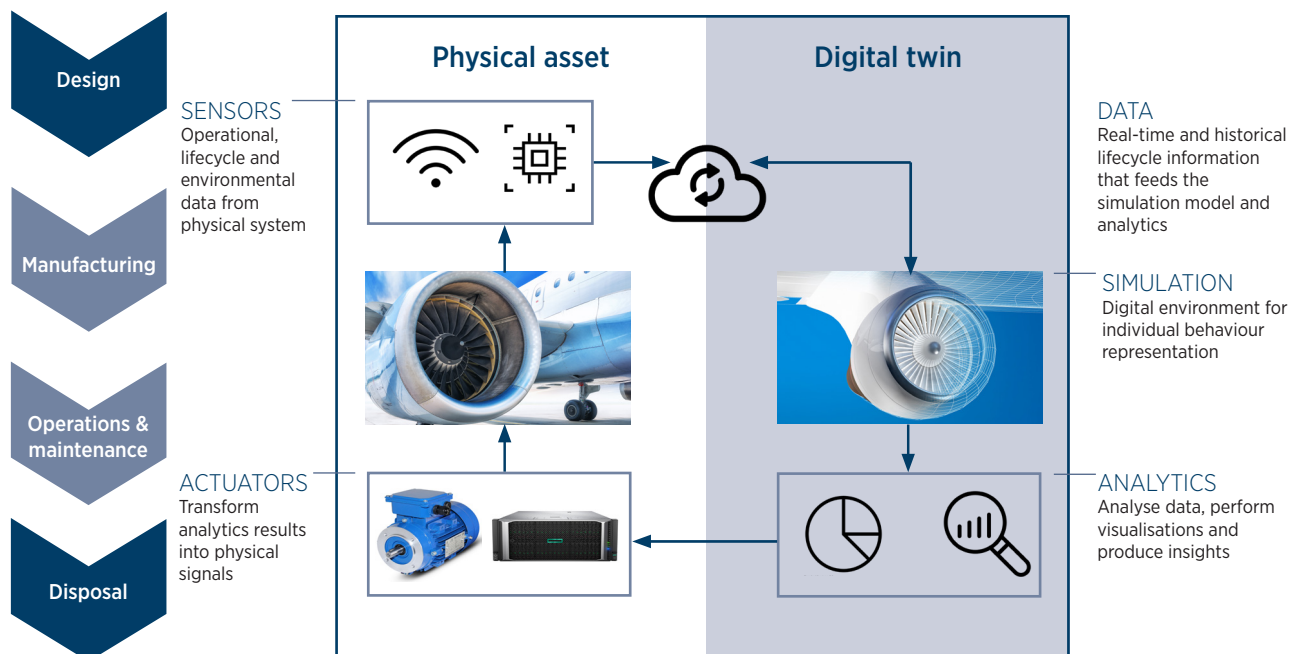 Design
Manufacturing
Operations &
maintenance
Disposal
SENSORS
Operational,
lifecycle and
environmental
data from
physical system
ACTUATORS
Transform
analytics results
into physical
signals
Physical asset
Digital twin
DATA
Real-time and historical
lifecycle information
that feeds the
simulation model and
analytics
SIMULATION
Digital environment for
individual behaviour
representation
ANALYTICS
Analyse data, perform
visualisations and
produce insights